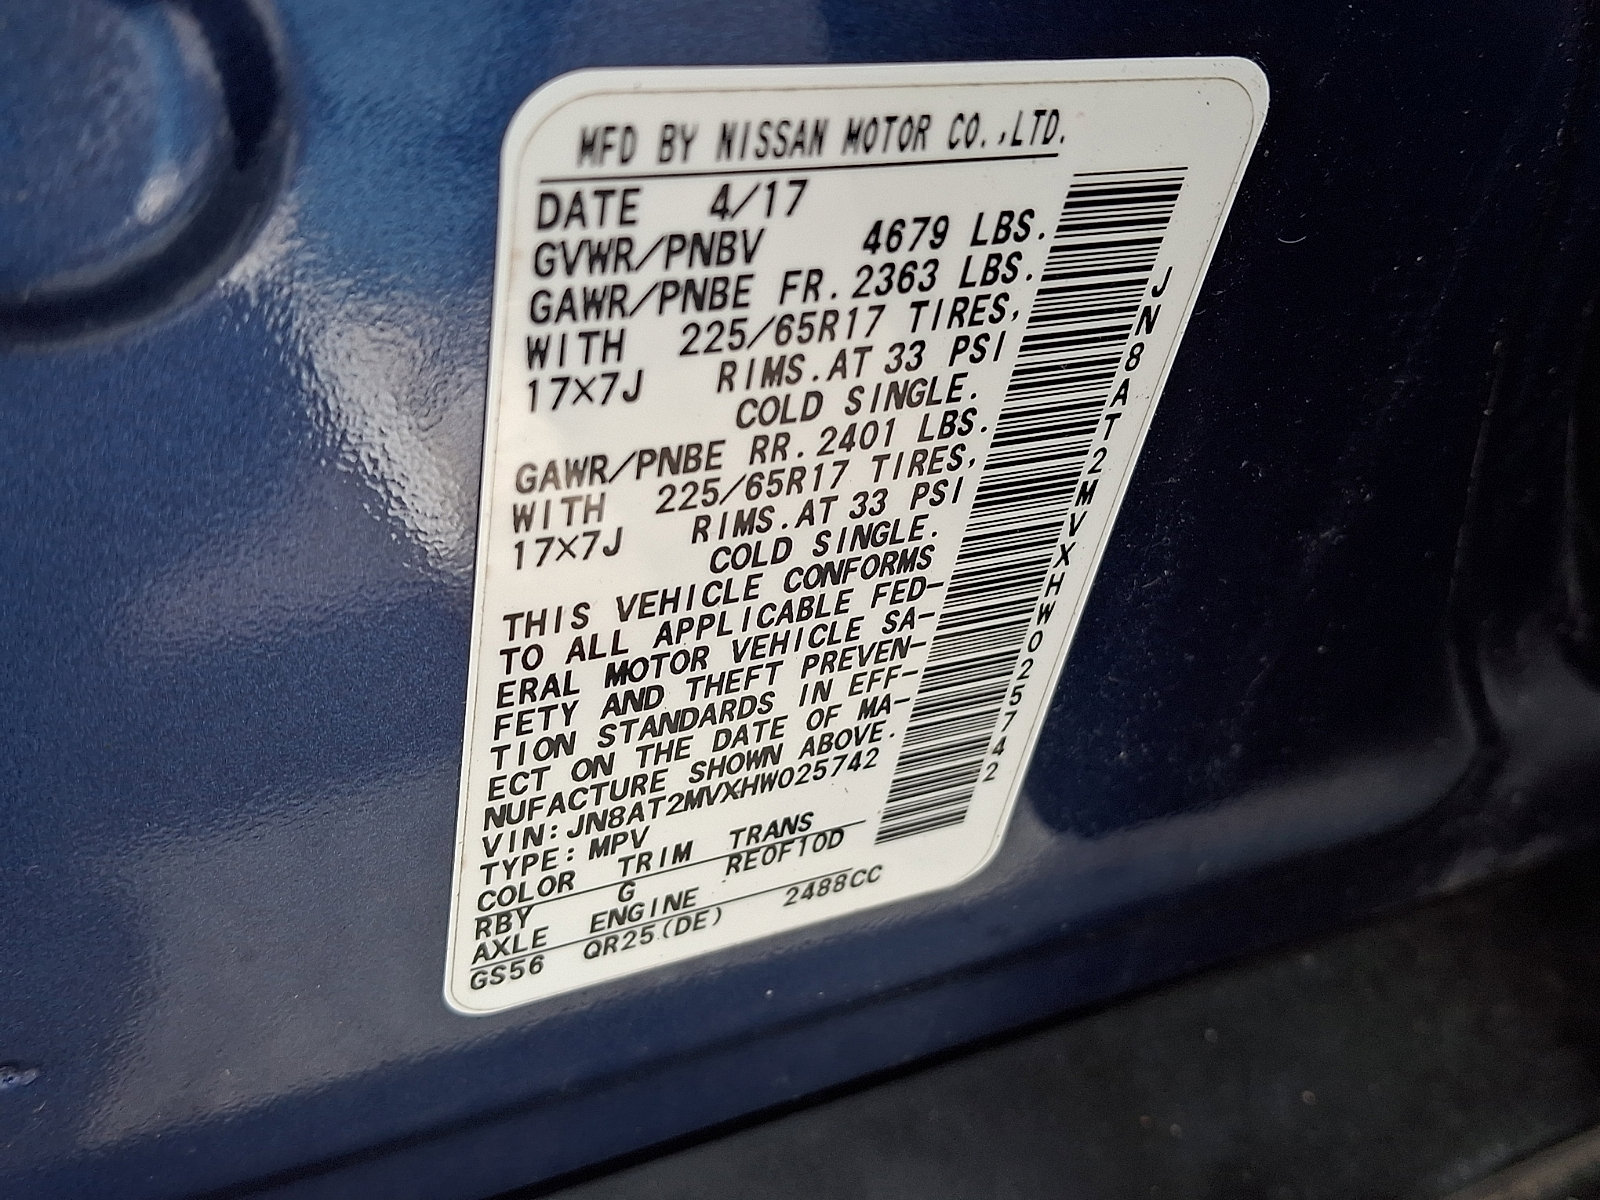 MFD BY NISSAN MOTOR CO.,LTD.
DATE 4/17
GVWR/PNBV 4679 LBS.
GAWR/PNBE FR. 2363 LBS.
WITH 225/65R17 TIRES,
17×7J RIMS.AT 33 PSI
COLD SINGLE.
GAWR/PNBE RR. 2401 LBS.
WITH 225/65R17 TIRES,
17×7J RIMS.AT 33 PSI
COLD SINGLE.
THIS VEHICLE CONFORMS
TO ALL APPLICABLE FED-
ERAL MOTOR VEHICLE SA-
FETY AND THEFT PREVEN-
TION STANDARDS IN EFF-
ECT ON THE DATE OF MA-
NUFACTURE SHOWN ABOVE.
VIN:JN8AT2MVXHW025742
TYPE:MPV
COLOR TRIM TRANS
RBY G RE0F10D
AXLE ENGINE
GS56 QR25(DE) 2488CC
JN8AT2MVXHW025742